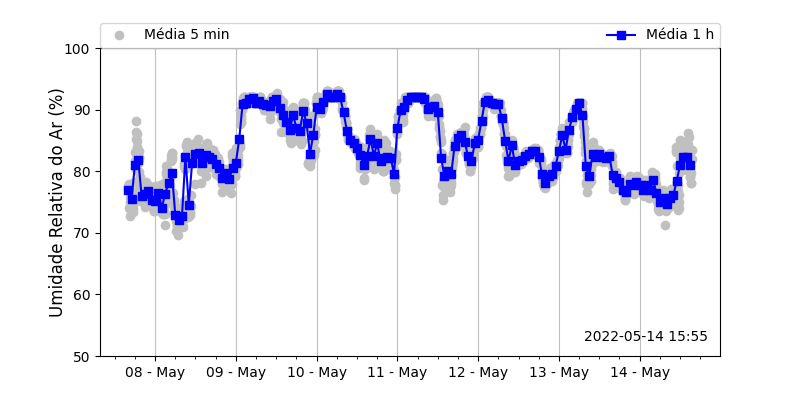 Média 5 min Média 1 h
Umidade Relativa do Ar (%)
100
90
80
70
60
50
2022-05-14 15:55
08 - May 09 - May 10 - May 11 - May 12 - May 13 - May 14 - May